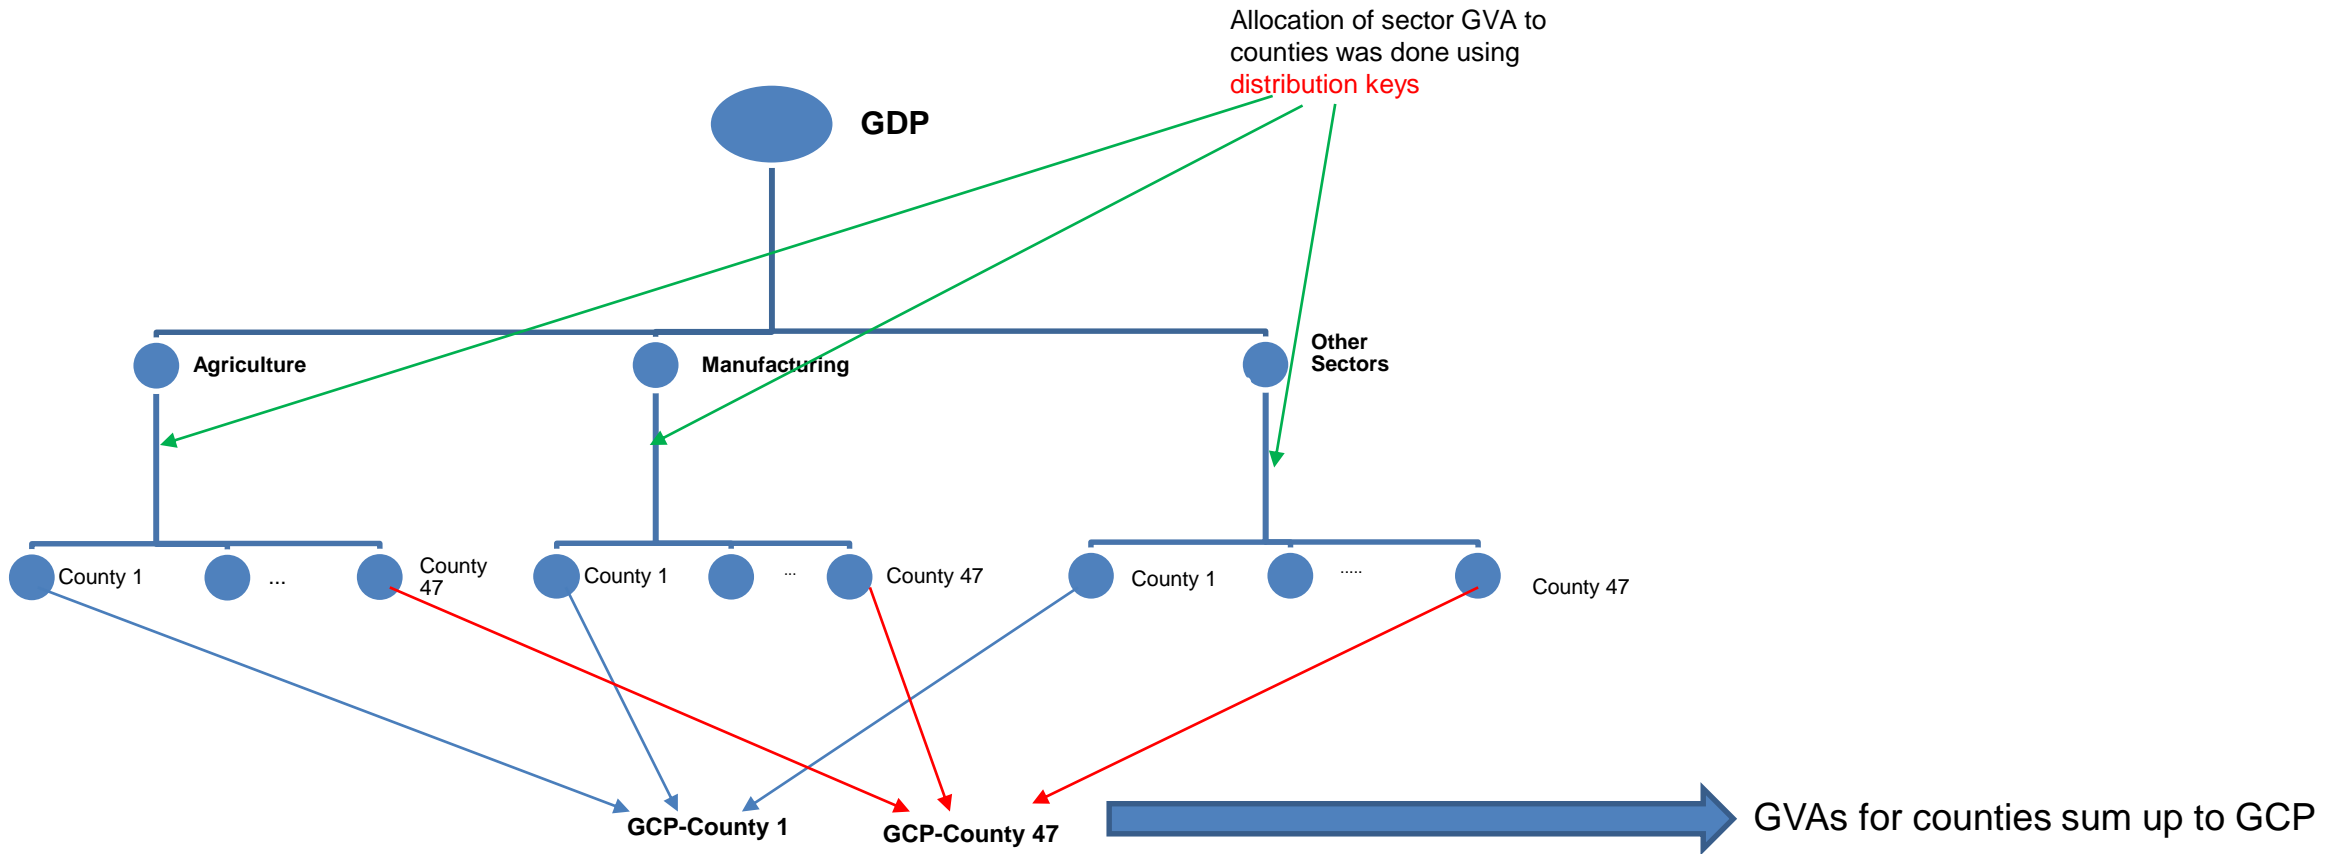 Allocation of sector GVA to
counties was done using
distribution keys
GDP
Agriculture
Manufacturing
Other
Sectors
County 1
...
County
47
County 1
...
County 47
County 1
.....
County 47
GCP-County 1
GCP-County 47
GVAs for counties sum up to GCP